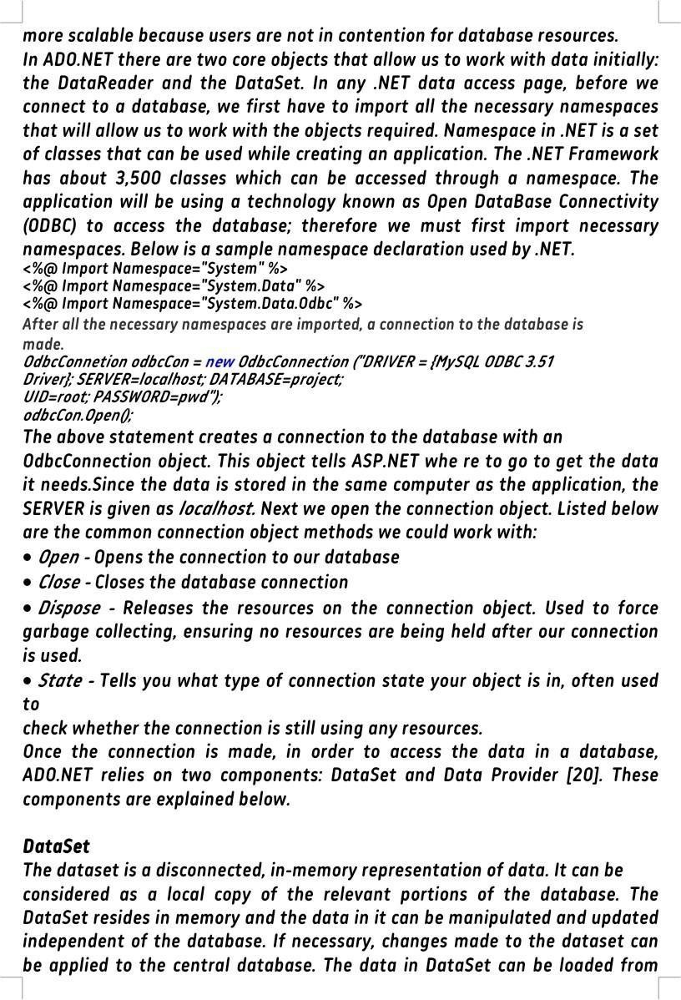 more scalable because users are not in contention for database resources.
In ADO.NET there are two core objects that allow us to work with data initially:
the DataReader and the DataSet. In any .NET data access page, before we
connect to a database, we first have to import all the necessary namespaces
that will allow us to work with the objects required. Namespace in .NET is a set
of classes that can be used while creating an application. The .NET Framework
has about 3,500 classes which can be accessed through a namespace. The
application will be using a technology known as Open DataBase Connectivity
(ODBC) to access the database; therefore we must first import necessary
namespaces. Below is a sample namespace declaration used by .NET.
<%@ Import Namespace="System" %>
<%@ Import Namespace="System.Data" %>
<%@ Import Namespace="System.Data.Odbc" %>
After all the necessary namespaces are imported, a connection to the database is
made.
OdbcConnetion odbcCon = new OdbcConnection ("DRIVER = {MySQL ODBC 3.51
Driver}; SERVER=localhost; DATABASE=project;
UID=root; PASSWORD=pwd");
odbcCon.Open();
The above statement creates a connection to the database with an
OdbcConnection object. This object tells ASP.NET whe re to go to get the data
it needs.Since the data is stored in the same computer as the application, the
SERVER is given as localhost. Next we open the connection object. Listed below
are the common connection object methods we could work with:
• Open - Opens the connection to our database
• Close - Closes the database connection
• Dispose - Releases the resources on the connection object. Used to force
garbage collecting, ensuring no resources are being held after our connection
is used.
• State - Tells you what type of connection state your object is in, often used
to
check whether the connection is still using any resources.
Once the connection is made, in order to access the data in a database,
ADO.NET relies on two components: DataSet and Data Provider [20]. These
components are explained below.
DataSet
The dataset is a disconnected, in-memory representation of data. It can be
considered as a local copy of the relevant portions of the database. The
DataSet resides in memory and the data in it can be manipulated and updated
independent of the database. If necessary, changes made to the dataset can
be applied to the central database. The data in DataSet can be loaded from